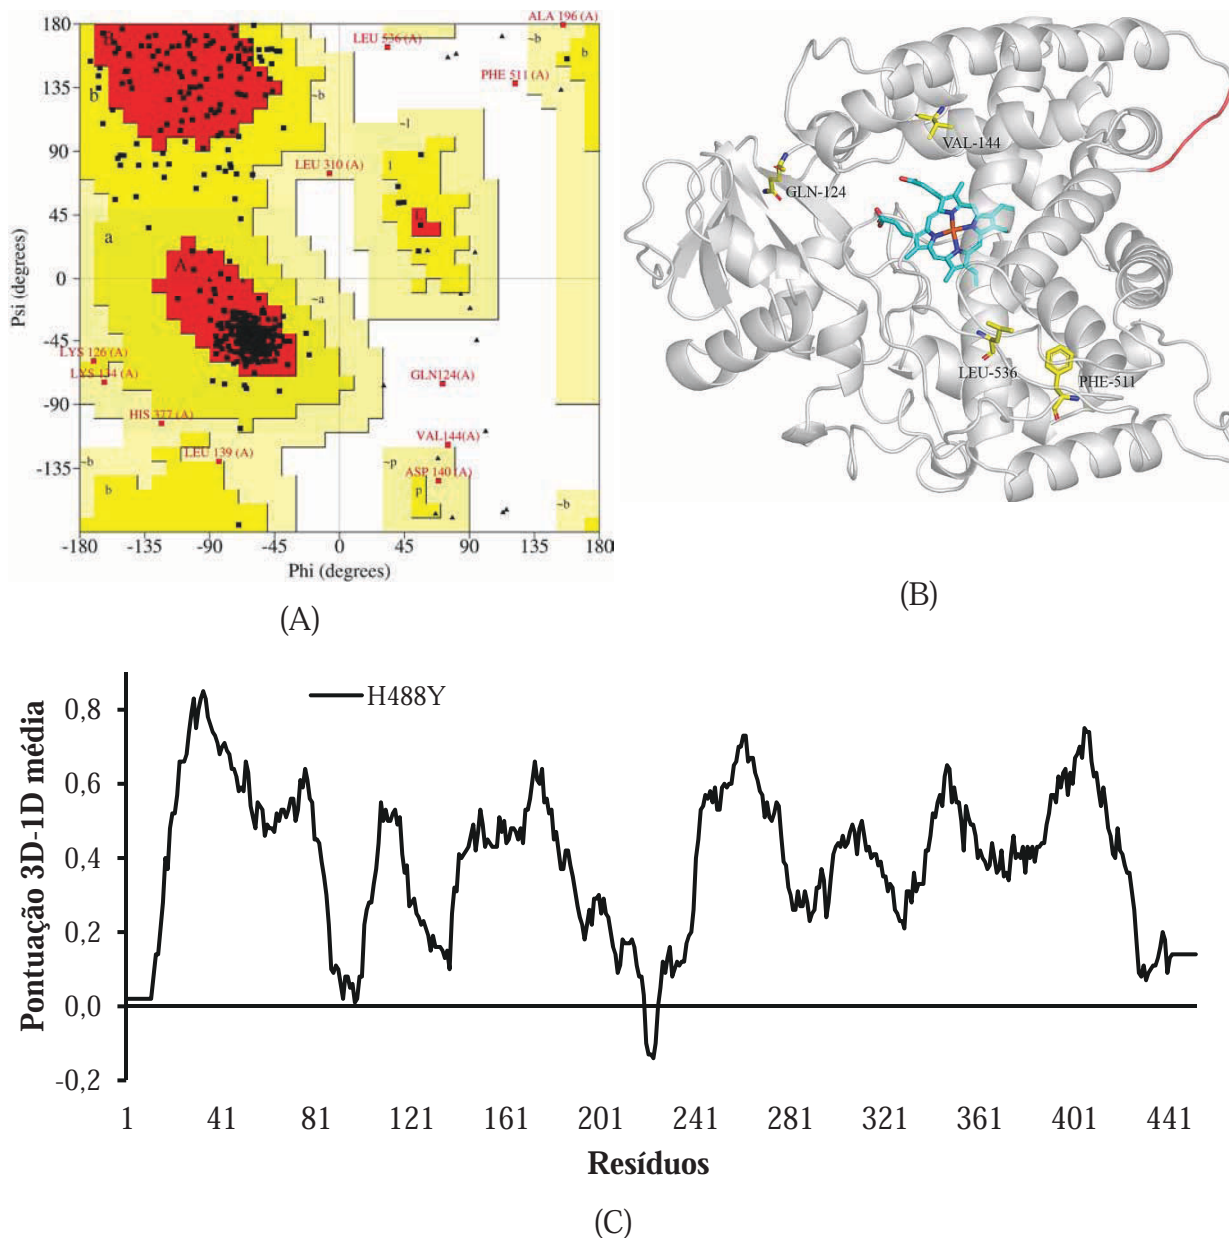 180
135
90
45
0
-45
-90
-135
Psi (degrees)
-180 -135 -90 -45 0 45 90 135 180
Phi (degrees)
ALA 196 (A)
LEU 536 (A)
PHE 511 (A)
B
b
~b
~b
b
~l
LEU 310 (A)
l
L
a
A
~a
LYS 126 (A)
LYS 134 (A)
GLN124(A)
HIS 377 (A)
VAL144(A)
LEU 139 (A)
~b
~p
ASP 140 (A)
b
p
~b
(A)
VAL-144
GLN-124
LEU-536
PHE-511
(B)
H488Y
Pontuação 3D-1D média
0,8
0,6
0,4
0,2
0,0
-0,2
1 41 81 121 161 201 241 281 321 361 401 441
Resíduos
(C)